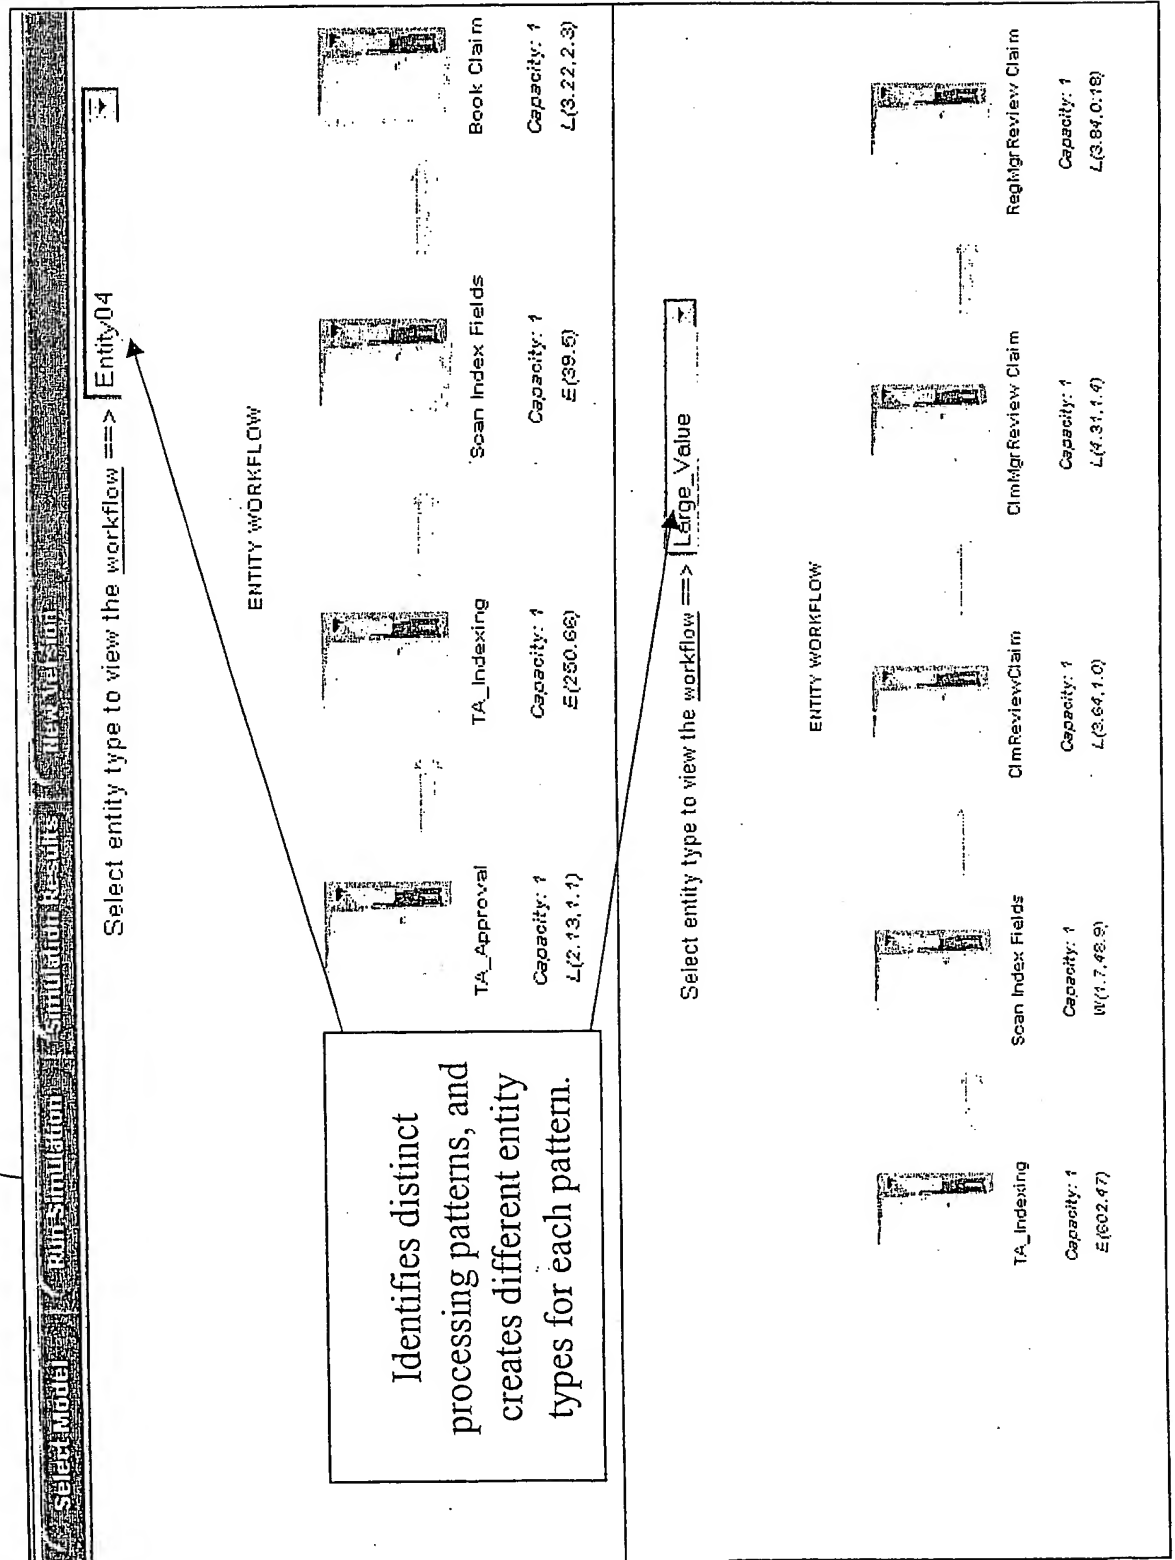 Select Model / Run Simulation / Simulation Results / New Version
Select entity type to view the workflow ==> Entity04
ENTITY WORKFLOW
TA_Approval TA_Indexing Scan Index Fields Book Claim
Capacity: 1 Capacity: 1 Capacity: 1 Capacity: 1
L(2.13,1.1) E(250.66) E(39.5) L(3.22,2.3)
Identifies distinct
processing patterns, and
creates different entity
types for each pattern.
Select entity type to view the workflow ==> Large_Value
ENTITY WORKFLOW
TA_Indexing Scan Index Fields ClmReviewClaim ClmMgrReview Claim RegMgrReview Claim
Capacity: 1 Capacity: 1 Capacity: 1 Capacity: 1 Capacity: 1
E(602.47) W(1.7,48.9) L(3.64,1.0) L(4.31,1.4) L(3.84,0.18)